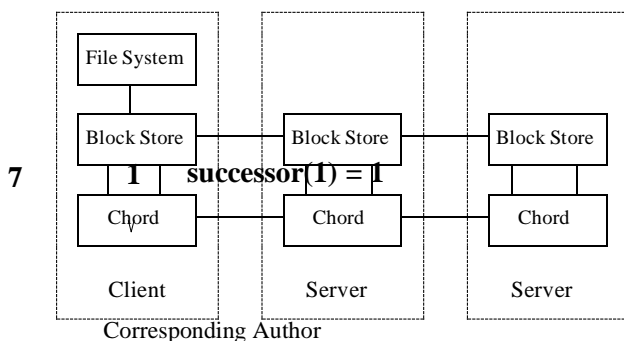 File System
Block Store Block Store Block Store
7 1 successor(1) = 1
Chord Chord Chord
Client Server Server
Corresponding Author